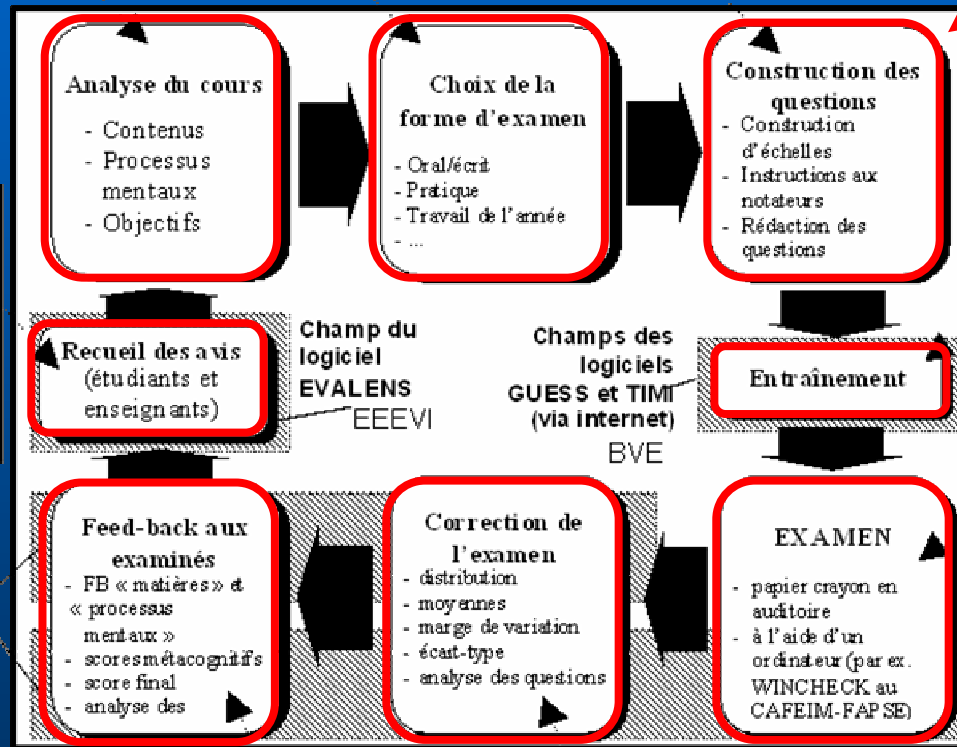 Analyse du cours
- Contenus
- Processus
mentaux
- Objectifs
Choix de la
forme d'examen
- Oral/écrit
- Pratique
- Travail de l'année
- ...
Construction des
questions
- Construction
d'échelles
- Instructions aux
notateurs
- Rédaction des
questions
Recueil des avis
(étudiants et
enseignants)
Champ du
logiciel
EVALENS
EEEVI
Champs des
logiciels
GUESS et TIMI
(via internet)
BVE
Entraînement
Feed-back aux
examinés
- FB « matières » et
« processus
mentaux »
- scores métacognitifs
- score final
- analyse des
Correction de
l'examen
- distribution
- moyennes
- marge de variation
- écart-type
- analyse des questions
EXAMEN
- papier crayon en
auditoire
- à l'aide d'un
ordinateur (par ex.
WINCHECK au
CAFEIM-FAPSE)